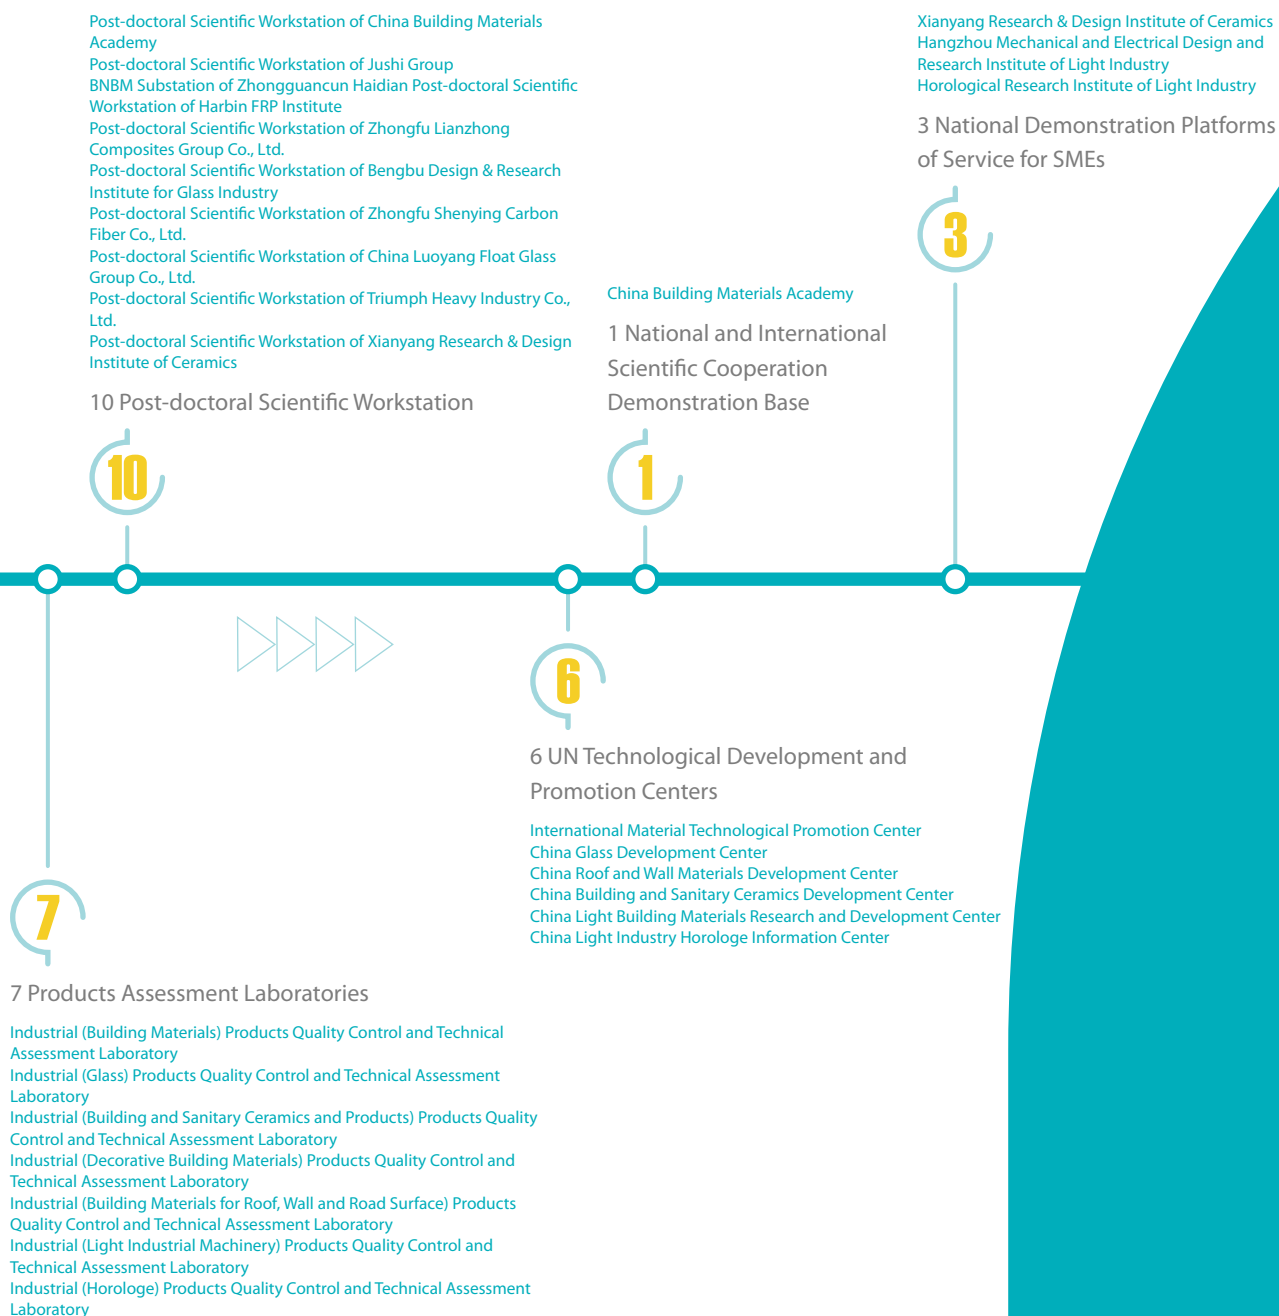 Post-doctoral Scientific Workstation of China Building Materials
Academy
Post-doctoral Scientific Workstation of Jushi Group
BNBM Substation of Zhongguancun Haidian Post-doctoral Scientific
Workstation of Harbin FRP Institute
Post-doctoral Scientific Workstation of Zhongfu Lianzhong
Composites Group Co., Ltd.
Post-doctoral Scientific Workstation of Bengbu Design & Research
Institute for Glass Industry
Post-doctoral Scientific Workstation of Zhongfu Shenying Carbon
Fiber Co., Ltd.
Post-doctoral Scientific Workstation of China Luoyang Float Glass
Group Co., Ltd.
Post-doctoral Scientific Workstation of Triumph Heavy Industry Co.,
Ltd.
Post-doctoral Scientific Workstation of Xianyang Research & Design
Institute of Ceramics
10 Post-doctoral Scientific Workstation
10
China Building Materials Academy
1 National and International
Scientific Cooperation
Demonstration Base
1
Xianyang Research & Design Institute of Ceramics
Hangzhou Mechanical and Electrical Design and
Research Institute of Light Industry
Horological Research Institute of Light Industry
3 National Demonstration Platforms
of Service for SMEs
3
7
7 Products Assessment Laboratories
Industrial (Building Materials) Products Quality Control and Technical
Assessment Laboratory
Industrial (Glass) Products Quality Control and Technical Assessment
Laboratory
Industrial (Building and Sanitary Ceramics and Products) Products Quality
Control and Technical Assessment Laboratory
Industrial (Decorative Building Materials) Products Quality Control and
Technical Assessment Laboratory
Industrial (Building Materials for Roof, Wall and Road Surface) Products
Quality Control and Technical Assessment Laboratory
Industrial (Light Industrial Machinery) Products Quality Control and
Technical Assessment Laboratory
Industrial (Horologe) Products Quality Control and Technical Assessment
Laboratory
6
6 UN Technological Development and
Promotion Centers
International Material Technological Promotion Center
China Glass Development Center
China Roof and Wall Materials Development Center
China Building and Sanitary Ceramics Development Center
China Light Building Materials Research and Development Center
China Light Industry Horologe Information Center